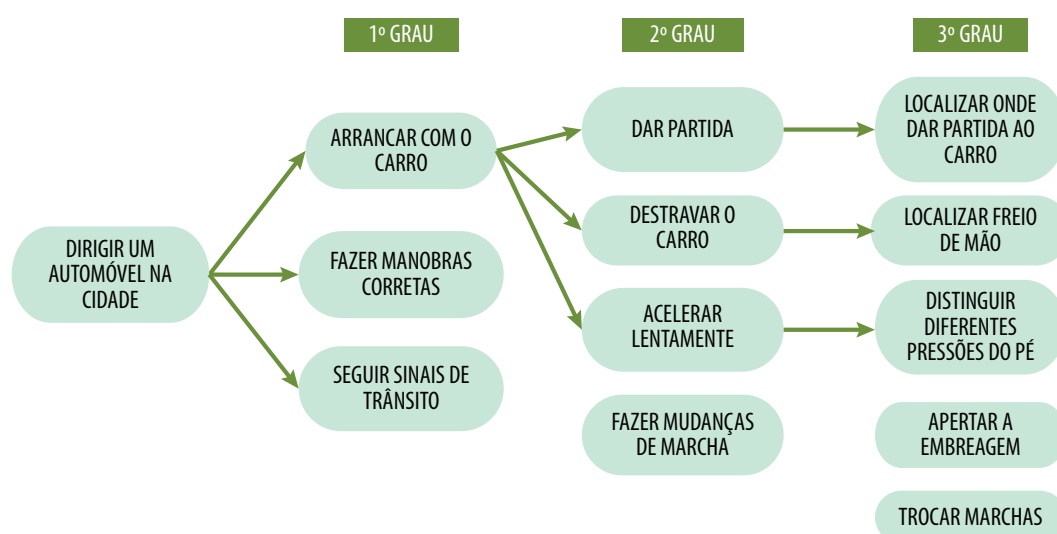 1º GRAU
2º GRAU
3º GRAU
DIRIGIR UM
AUTOMÓVEL NA
CIDADE
ARRANCAR COM O
CARRO
FAZER MANOBRAS
CORRETAS
SEGUIR SINAIS DE
TRÂNSITO
DAR PARTIDA
DESTRAVAR O
CARRO
ACELERAR
LENTAMENTE
FAZER MUDANÇAS
DE MARCHA
LOCALIZAR ONDE
DAR PARTIDA AO
CARRO
LOCALIZAR FREIO
DE MÃO
DISTINGUIR
DIFERENTES
PRESSÕES DO PÉ
APERTAR A
EMBREAGEM
TROCAR MARCHAS